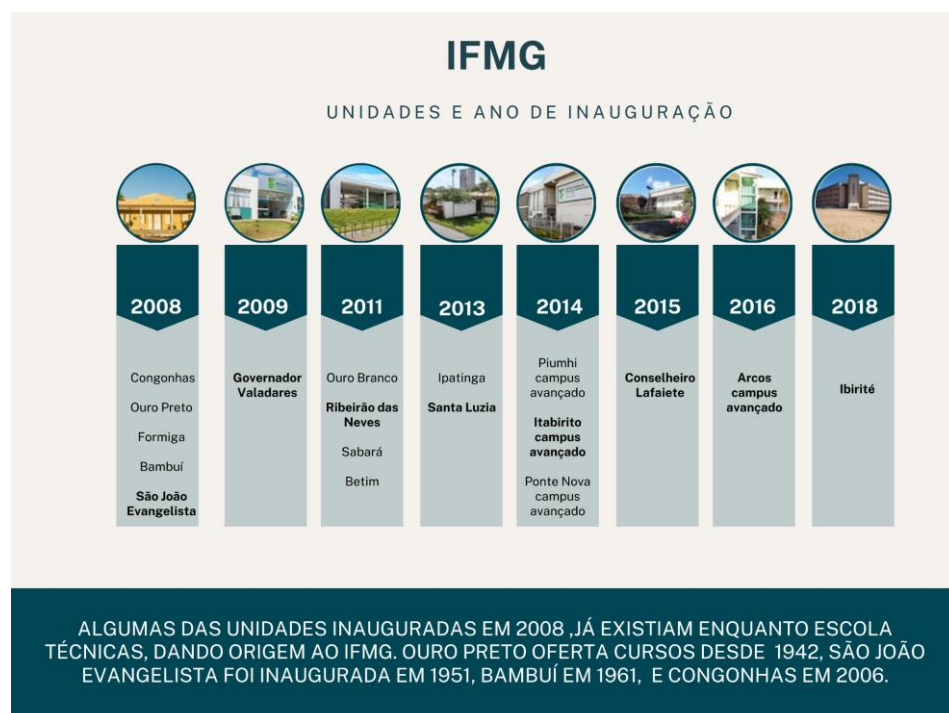 IFMG
UNIDADES E ANO DE INAUGURAÇÃO
2008
Congonhas
Ouro Preto
Formiga
Bambuí
São João
Evangelista
2009
Governador
Valadares
2011
Ouro Branco
Ribeirão das
Neves
Sabará
Betim
2013
Ipatinga
Santa Luzia
2014
Piumhi
campus
avançado
Itabirito
campus
avançado
Ponte Nova
campus
avançado
2015
Conselheiro
Lafaiete
2016
Arcos
campus
avançado
2018
Ibirité
ALGUMAS DAS UNIDADES INAUGURADAS EM 2008 ,JÁ EXISTIAM ENQUANTO ESCOLA
TÉCNICAS, DANDO ORIGEM AO IFMG. OURO PRETO OFERTA CURSOS DESDE 1942, SÃO JOÃO
EVANGELISTA FOI INAUGURADA EM 1951, BAMBUÍ EM 1961, E CONGONHAS EM 2006.